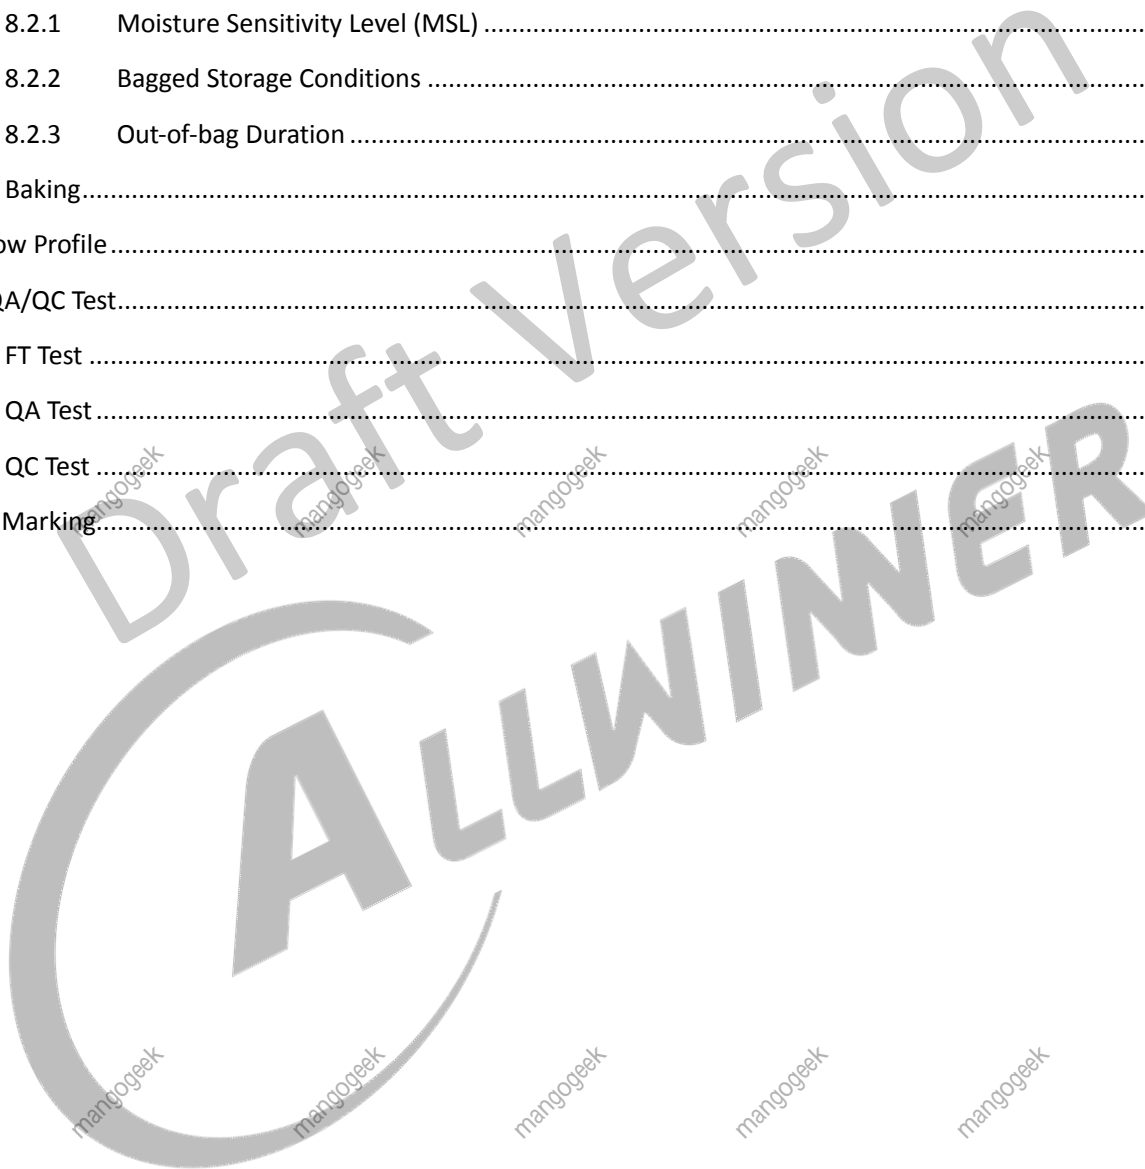 8.2.1 Moisture Sensitivity Level (MSL)
8.2.2 Bagged Storage Conditions
8.2.3 Out-of-bag Duration
Baking
ow Profile
QA/QC Test
FT Test
QA Test
QC Test
Marking
Draft Version
mangogeek mangogeek mangogeek mangogeek mangogeek
ALLWINNER
mangogeek mangogeek mangogeek mangogeek mangogeek